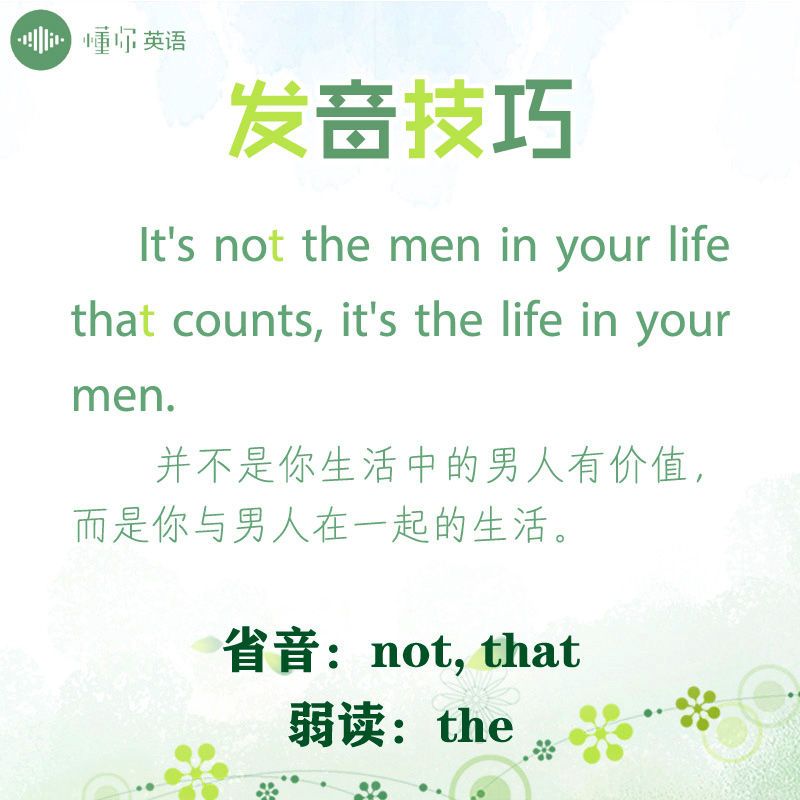 懂你英语
发音技巧
It's not the men in your life
that counts, it's the life in your
men.
并不是你生活中的男人有价值，
而是你与男人在一起的生活。
省音：not, that
弱读：the